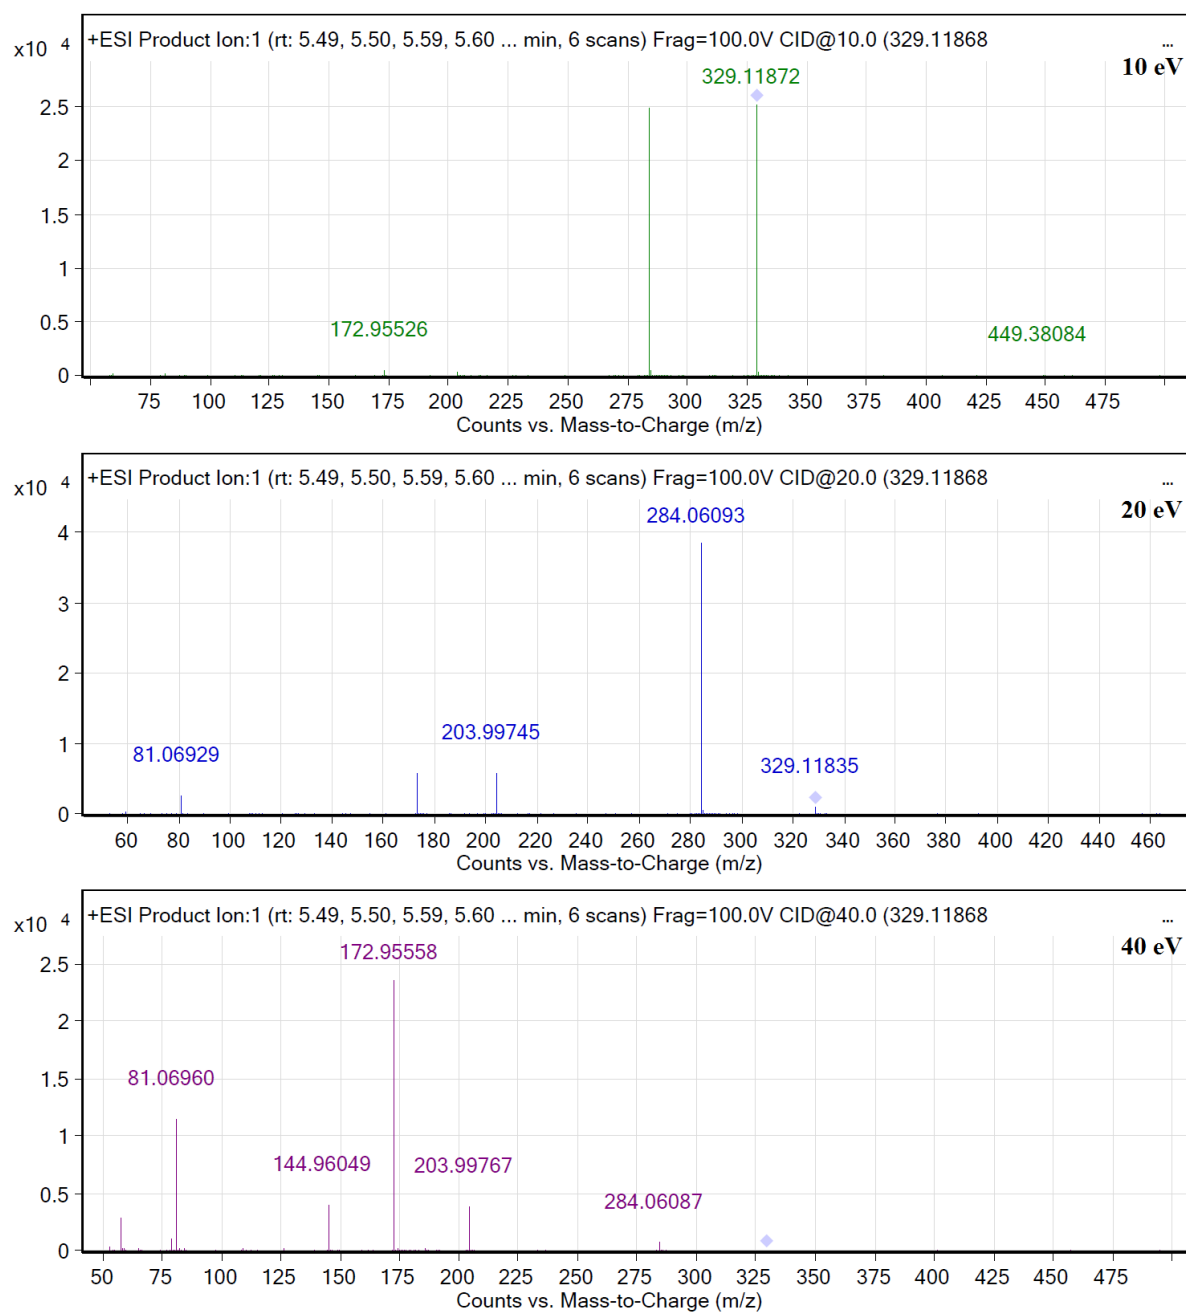 x10 4
+ESI Product Ion:1 (rt: 5.49, 5.50, 5.59, 5.60 ... min, 6 scans) Frag=100.0V CID@10.0 (329.11868 ...
10 eV
329.11872
2.5
2
1.5
1
0.5
0
172.95526
449.38084
75 100 125 150 175 200 225 250 275 300 325 350 375 400 425 450 475
Counts vs. Mass-to-Charge (m/z)
x10 4
+ESI Product Ion:1 (rt: 5.49, 5.50, 5.59, 5.60 ... min, 6 scans) Frag=100.0V CID@20.0 (329.11868 ...
20 eV
284.06093
4
3
2
1
0
203.99745
81.06929
329.11835
60 80 100 120 140 160 180 200 220 240 260 280 300 320 340 360 380 400 420 440 460
Counts vs. Mass-to-Charge (m/z)
x10 4
+ESI Product Ion:1 (rt: 5.49, 5.50, 5.59, 5.60 ... min, 6 scans) Frag=100.0V CID@40.0 (329.11868 ...
40 eV
172.95558
2.5
2
1.5
1
0.5
0
81.06960
144.96049
203.99767
284.06087
50 75 100 125 150 175 200 225 250 275 300 325 350 375 400 425 450 475
Counts vs. Mass-to-Charge (m/z)